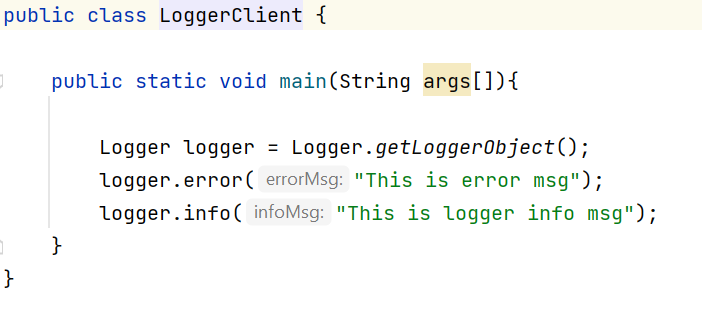 public class LoggerClient {
public static void main(String args[]){
Logger logger = Logger.getLoggerObject();
logger.error( errorMsg: "This is error msg");
logger.info( infoMsg: "This is logger info msg");
}
}